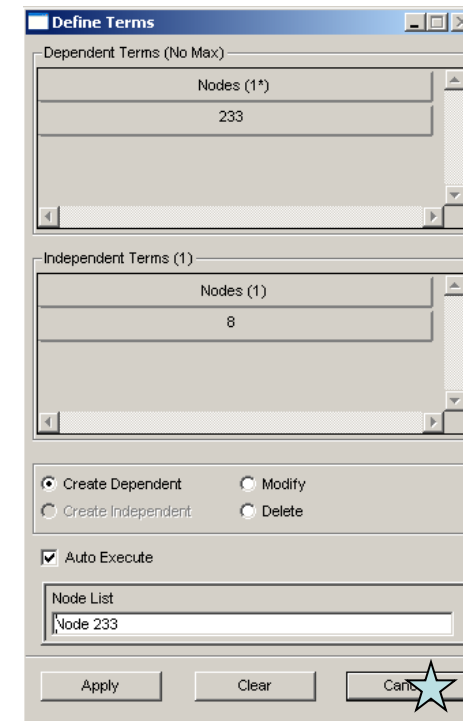 Define Terms
Dependent Terms (No Max)
Nodes (1*)
233
Independent Terms (1)
Nodes (1)
8
Create Dependent Modify
Create Independent Delete
Auto Execute
Node List
Node 233
Apply Clear